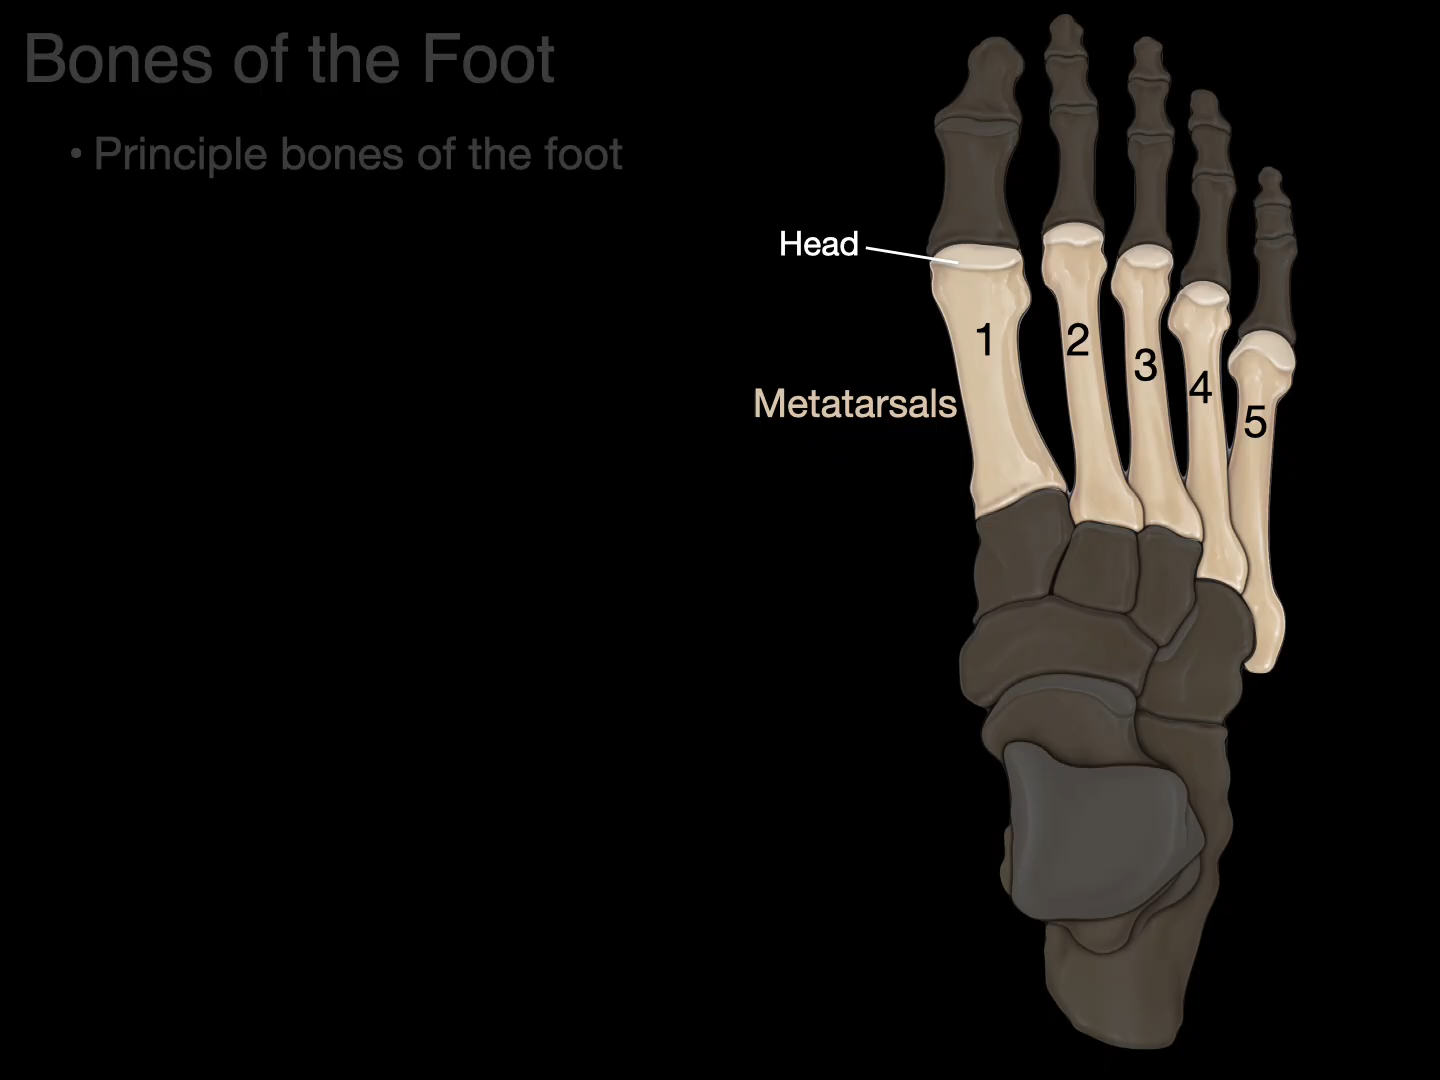 Bones of the Foot
• Principle bones of the foot
Head
1
2
3
4
Metatarsals
5